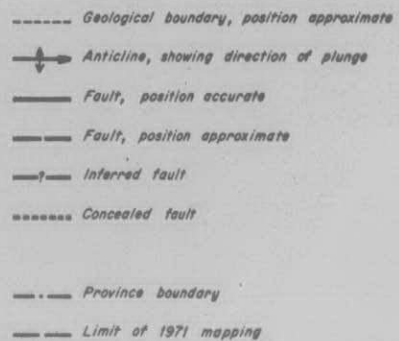 Geological boundary, position approximate
Anticline, showing direction of plunge
Fault, position accurate
Fault, position approximate
? Inferred fault
Concealed fault
Province boundary
Limit of 1971 mapping